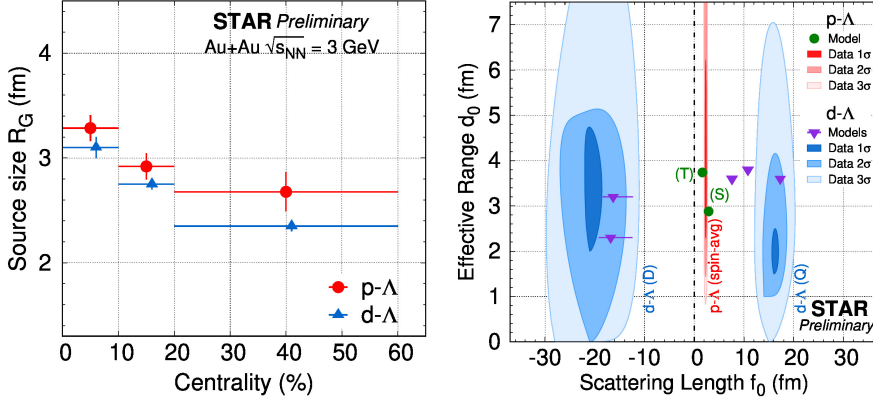 STAR Preliminary
Au+Au √sNN = 3 GeV
Source size RG (fm)
4
3
2
p-Λ
d-Λ
0 10 20 30 40 50 60
Centrality (%)
p-Λ
Model
Data 1σ
Data 2σ
Data 3σ
d-Λ
Models
Data 1σ
Data 2σ
Data 3σ
Effective Range d0 (fm)
7
6
5
4
3
2
1
0
(T)
(S)
d-Λ (D)
p-Λ (spin-avg)
d-Λ (Q)
STAR
Preliminary
-30 -20 -10 0 10 20 30
Scattering Length f0 (fm)